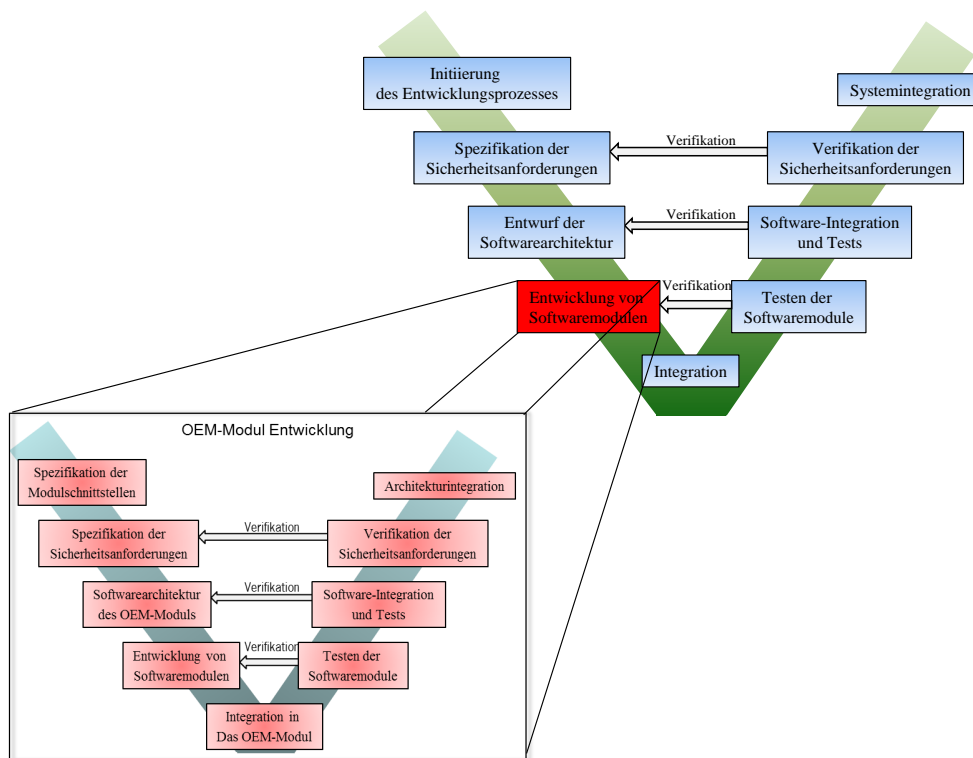 Initiierung
des Entwicklungsprozesses
Systemintegration
Spezifikation der
Sicherheitsanforderungen
Verifikation
Verifikation der
Sicherheitsanforderungen
Entwurf der
Softwarearchitektur
Verifikation
Software-Integration
und Tests
Entwicklung von
Softwaremodulen
Verifikation
Testen der
Softwaremodule
Integration
OEM-Modul Entwicklung
Spezifikation der
Modulschnittstellen
Architekturintegration
Spezifikation der
Sicherheitsanforderungen
Verifikation
Verifikation der
Sicherheitsanforderungen
Softwarearchitektur
des OEM-Moduls
Verifikation
Software-Integration
und Tests
Entwicklung von
Softwaremodulen
Verifikation
Testen der
Softwaremodule
Integration in
Das OEM-Modul